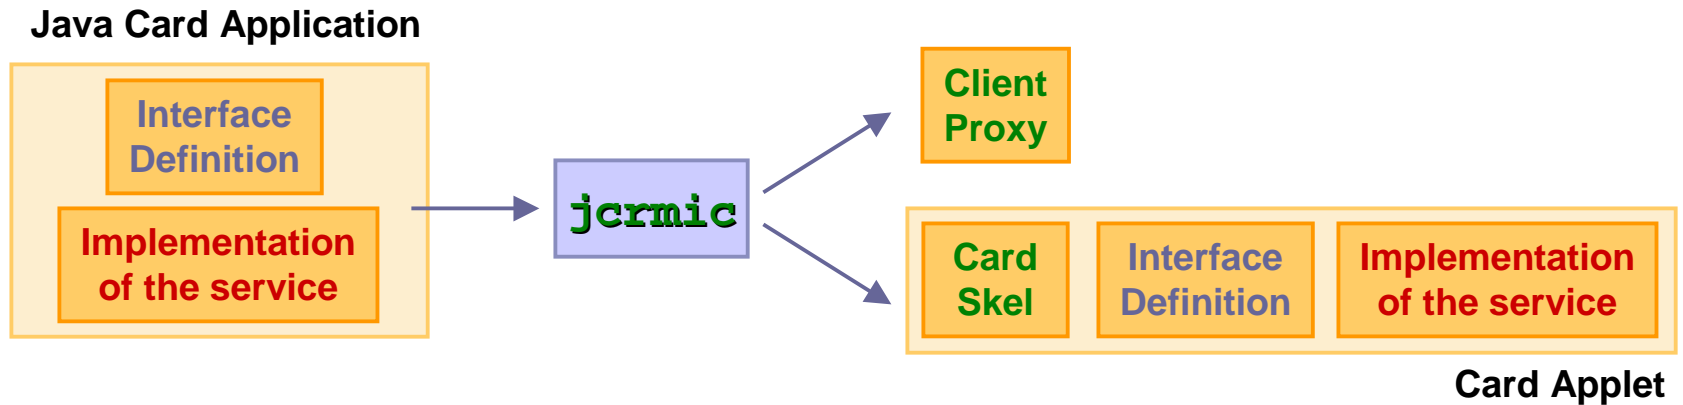 Java Card Application
Interface
Definition
Implementation
of the service
jcrmic
Client
Proxy
Card
Skel
Interface
Definition
Implementation
of the service
Card Applet